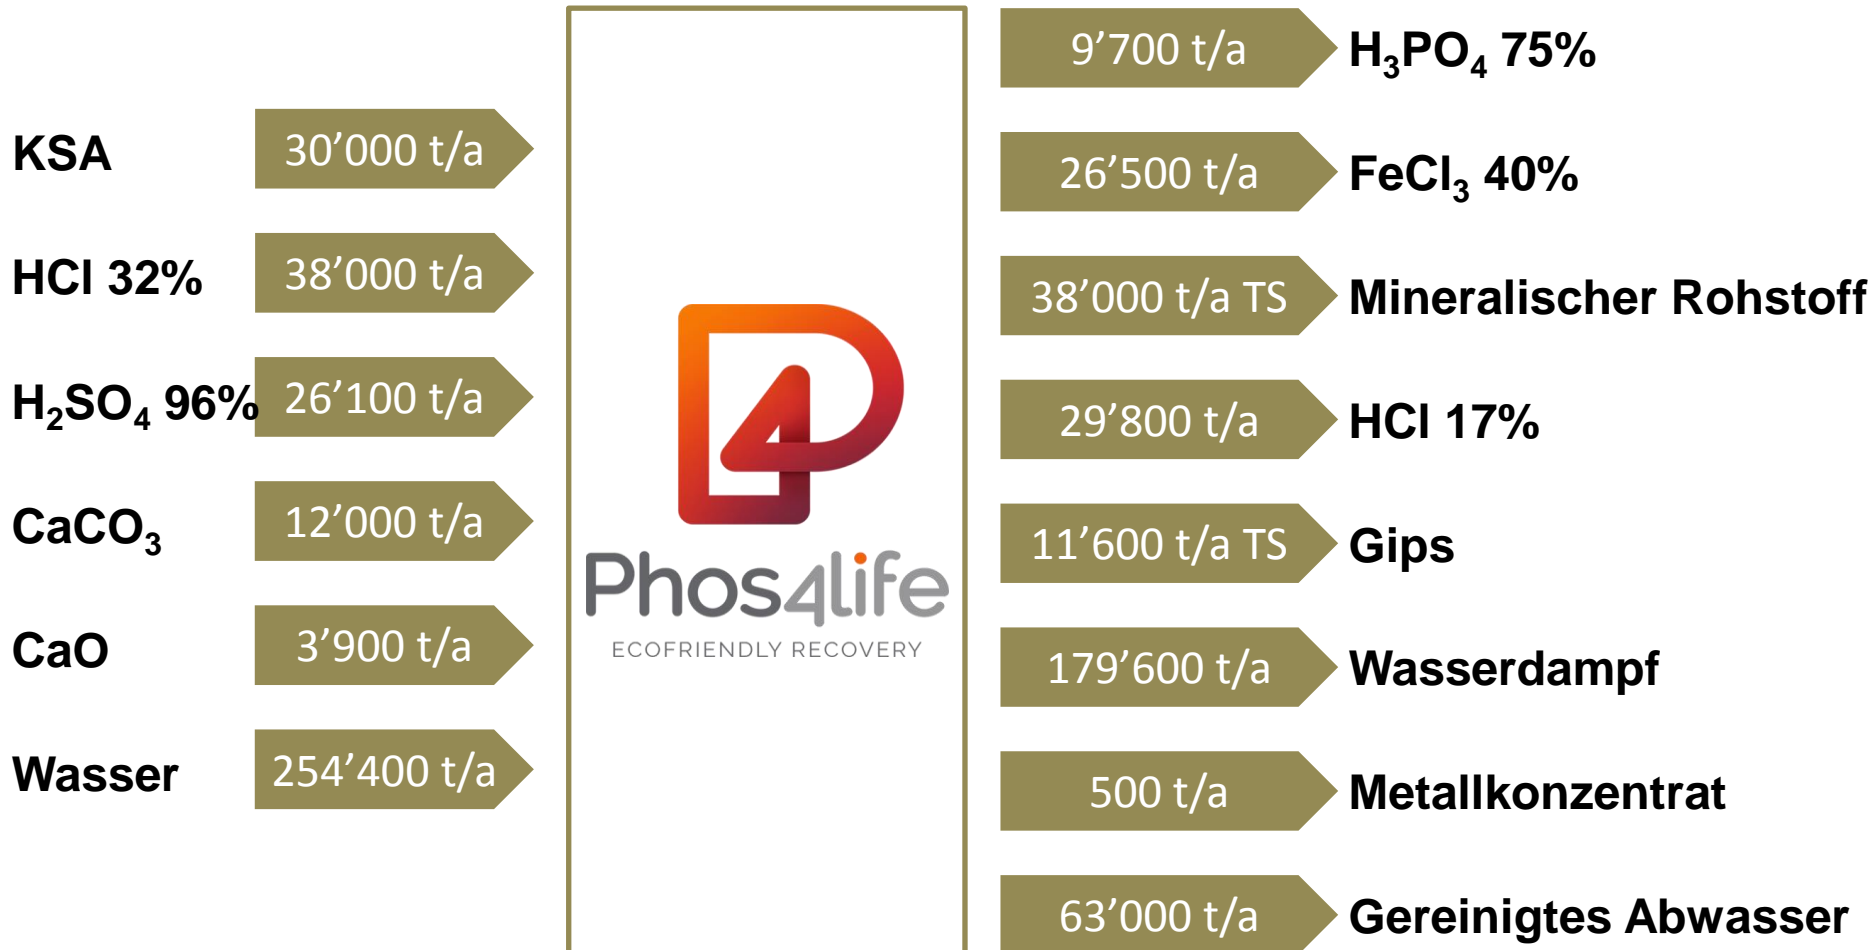 KSA 30’000 t/a
HCl 32% 38’000 t/a
H₂SO₄ 96% 26’100 t/a
CaCO₃ 12’000 t/a
CaO 3’900 t/a
Wasser 254’400 t/a
P4
Phos4life
ECOFRIENDLY RECOVERY
9’700 t/a H₃PO₄ 75%
26’500 t/a FeCl₃ 40%
38’000 t/a TS Mineralischer Rohstoff
29’800 t/a HCl 17%
11’600 t/a TS Gips
179’600 t/a Wasserdampf
500 t/a Metallkonzentrat
63’000 t/a Gereinigtes Abwasser